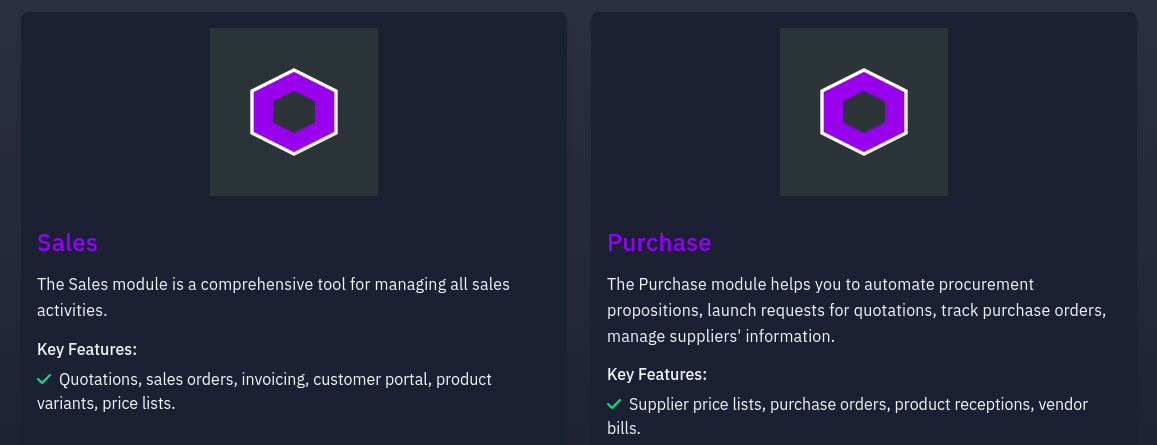 Sales
The Sales module is a comprehensive tool for managing all sales
activities.
Key Features:
Quotations, sales orders, invoicing, customer portal, product
variants, price lists.
Purchase
The Purchase module helps you to automate procurement
propositions, launch requests for quotations, track purchase orders,
manage suppliers' information.
Key Features:
Supplier price lists, purchase orders, product receptions, vendor
bills.